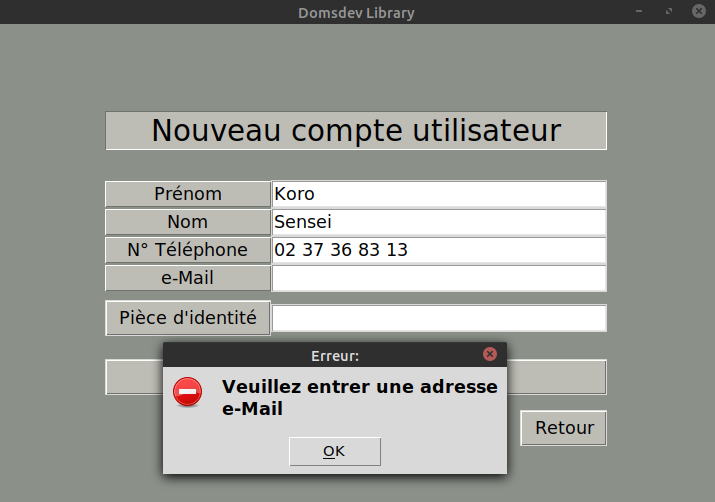 Domsdev Library
Nouveau compte utilisateur
Prénom Koro
Nom Sensei
N° Téléphone 02 37 36 83 13
e-Mail
Pièce d'identité
Erreur:
Veuillez entrer une adresse
e-Mail
OK
Retour